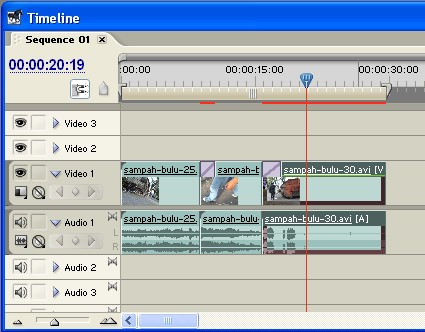 Timeline
Sequence 01
00:00:20:19
:00:00 00:00:15:00 00:00:30:00
Video 3
Video 2
Video 1
sampah-bulu-25. sampah-b sampah-bulu-30.avi [V
Audio 1
sampah-bulu-25. sampah-bulu- sampah-bulu-30.avi [A]
L
R
Audio 2
Audio 3